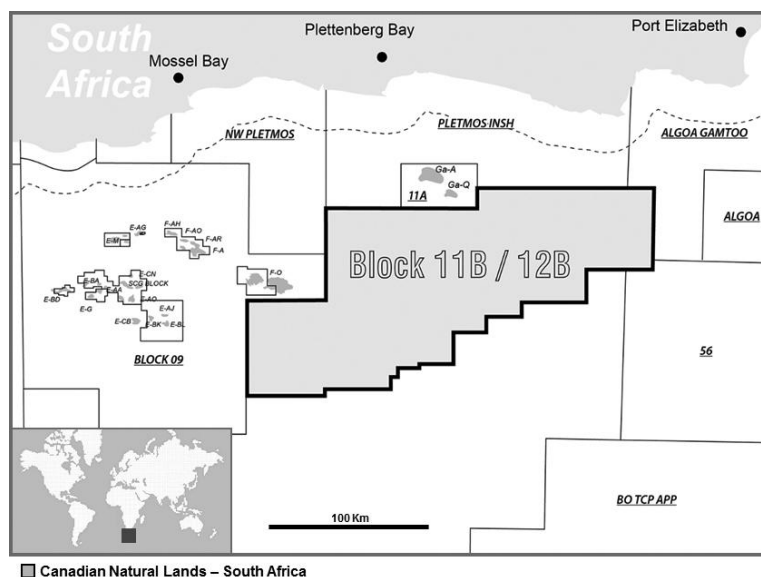 South
Africa
Mossel Bay
Plettenberg Bay
Port Elizabeth
NW PLETMOS
PLETMOS INSH
ALGOA GAMTOO
Ga-A
Ga-Q
11A
ALGOA
E-AG
E-M
F-AH
F-AO
F-AR
F-A
Block 11B / 12B
E-CN
E-BA
SCG BLOCK
E-AA
F-O
E-BD
E-G
E-AO
E-AJ
E-CB
E-BK
E-BL
BLOCK 09
56
BO TCP APP
100 Km
Canadian Natural Lands – South Africa